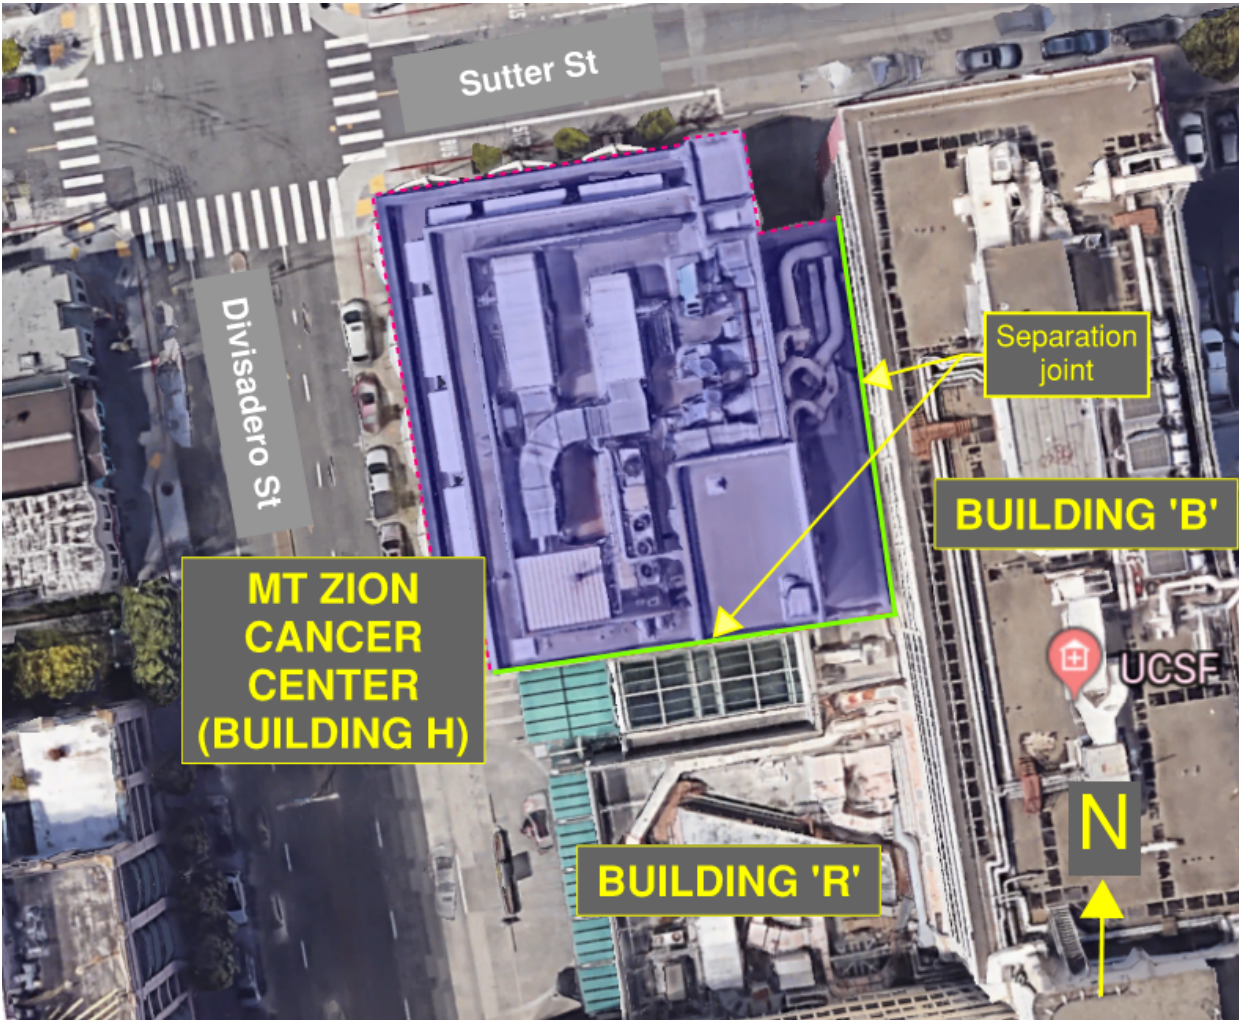 Sutter St
Divisadero St
Separation
joint
BUILDING 'B'
MT ZION
CANCER
CENTER
(BUILDING H)
UCSF
N
BUILDING 'R'